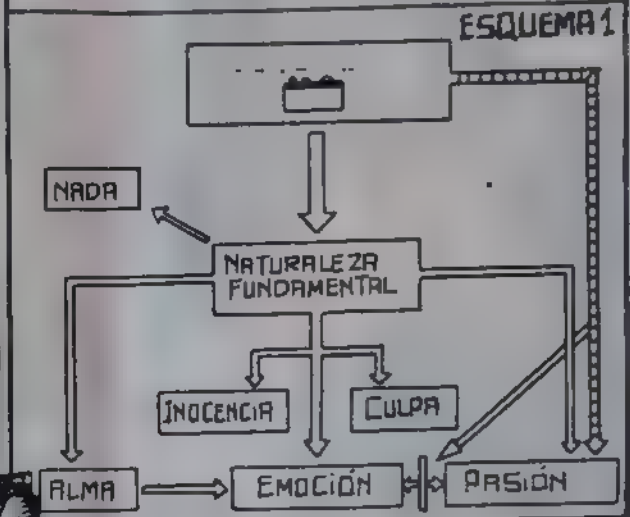 ESQUEMA 1
NADA
NATURALEZA
FUNDAMENTAL
INOCENCIA
CULPA
ALMA
EMOCIÓN
PASIÓN